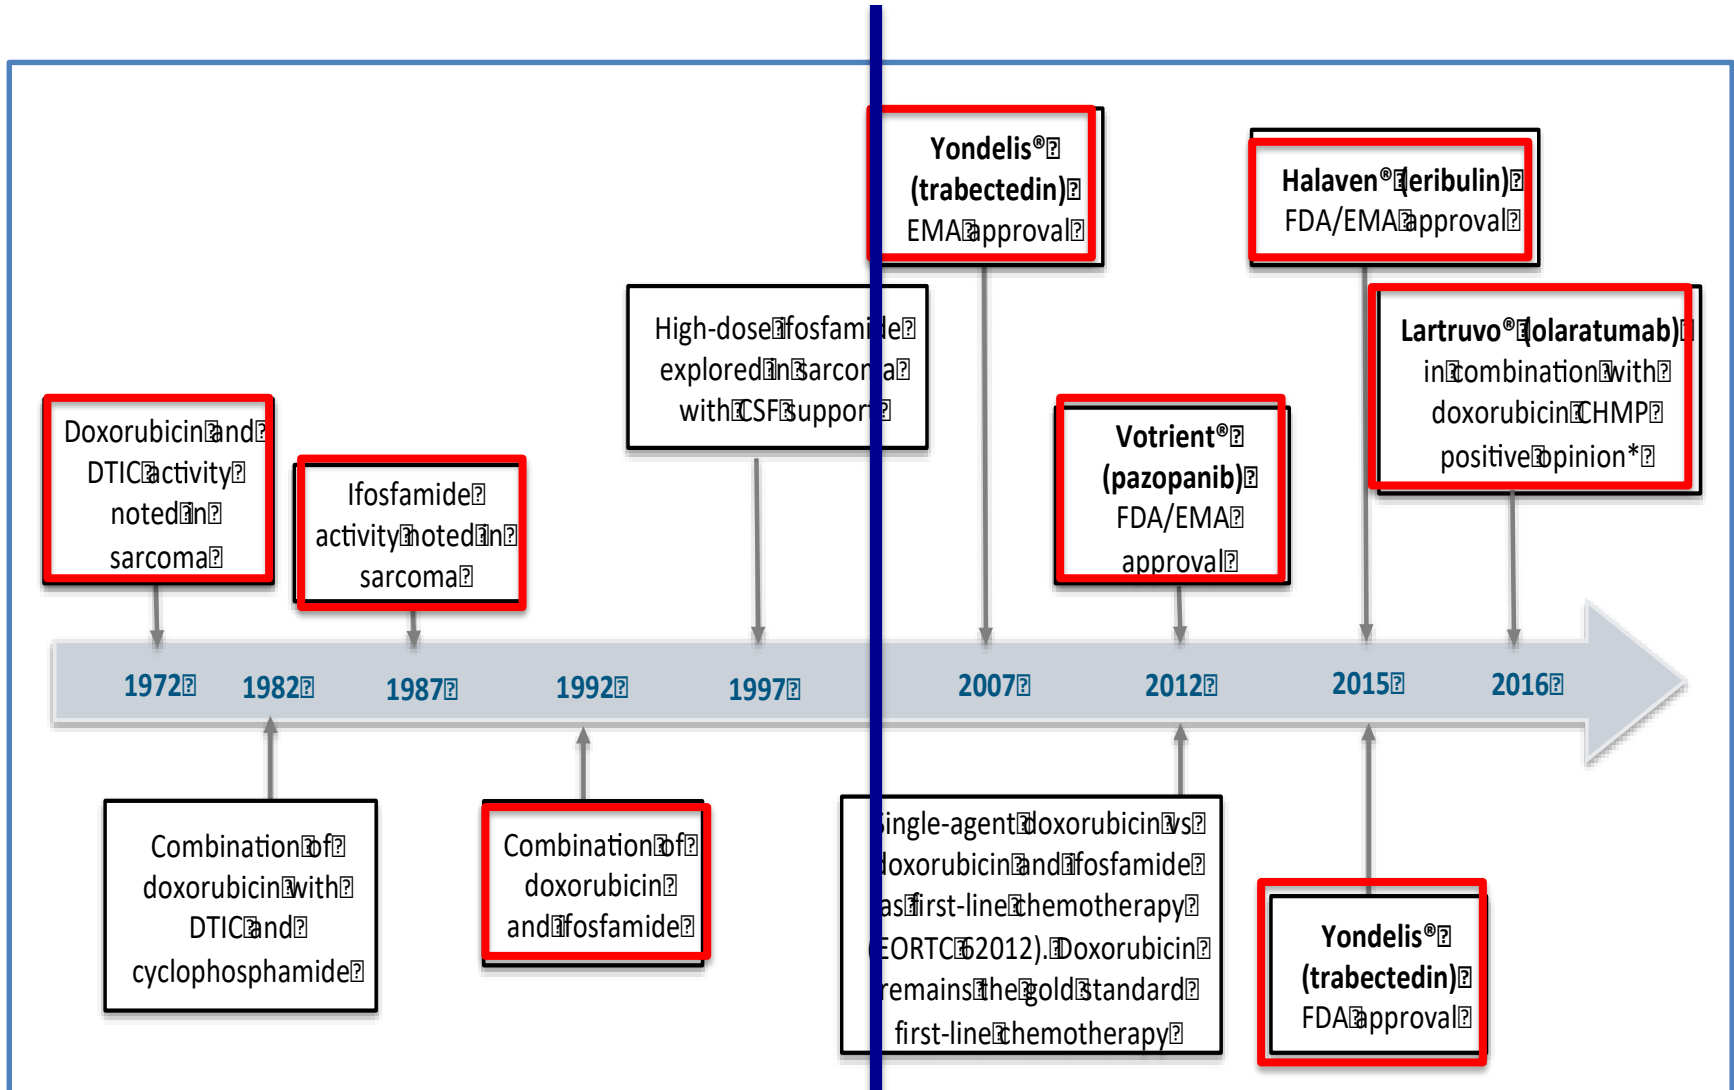 Yondelis®
(trabectedin)
EMA approval
Halaven® (eribulin)
FDA/EMA approval
High-dose ifosfamide
explored in sarcoma
with CSF support
Lartruvo® (olaratumab)
in combination with
doxorubicin CHMP
positive opinion*
Doxorubicin and
DTIC activity
noted in
sarcoma
Ifosfamide
activity noted in
sarcoma
Votrient®
(pazopanib)
FDA/EMA
approval
1972 1982 1987 1992 1997 2007 2012 2015 2016
Combination of
doxorubicin with
DTIC and
cyclophosphamide
Combination of
doxorubicin
and ifosfamide
Single-agent doxorubicin vs
doxorubicin and ifosfamide
as first-line chemotherapy
(EORTC 62012). Doxorubicin
remains the gold standard
first-line chemotherapy
Yondelis®
(trabectedin)
FDA approval